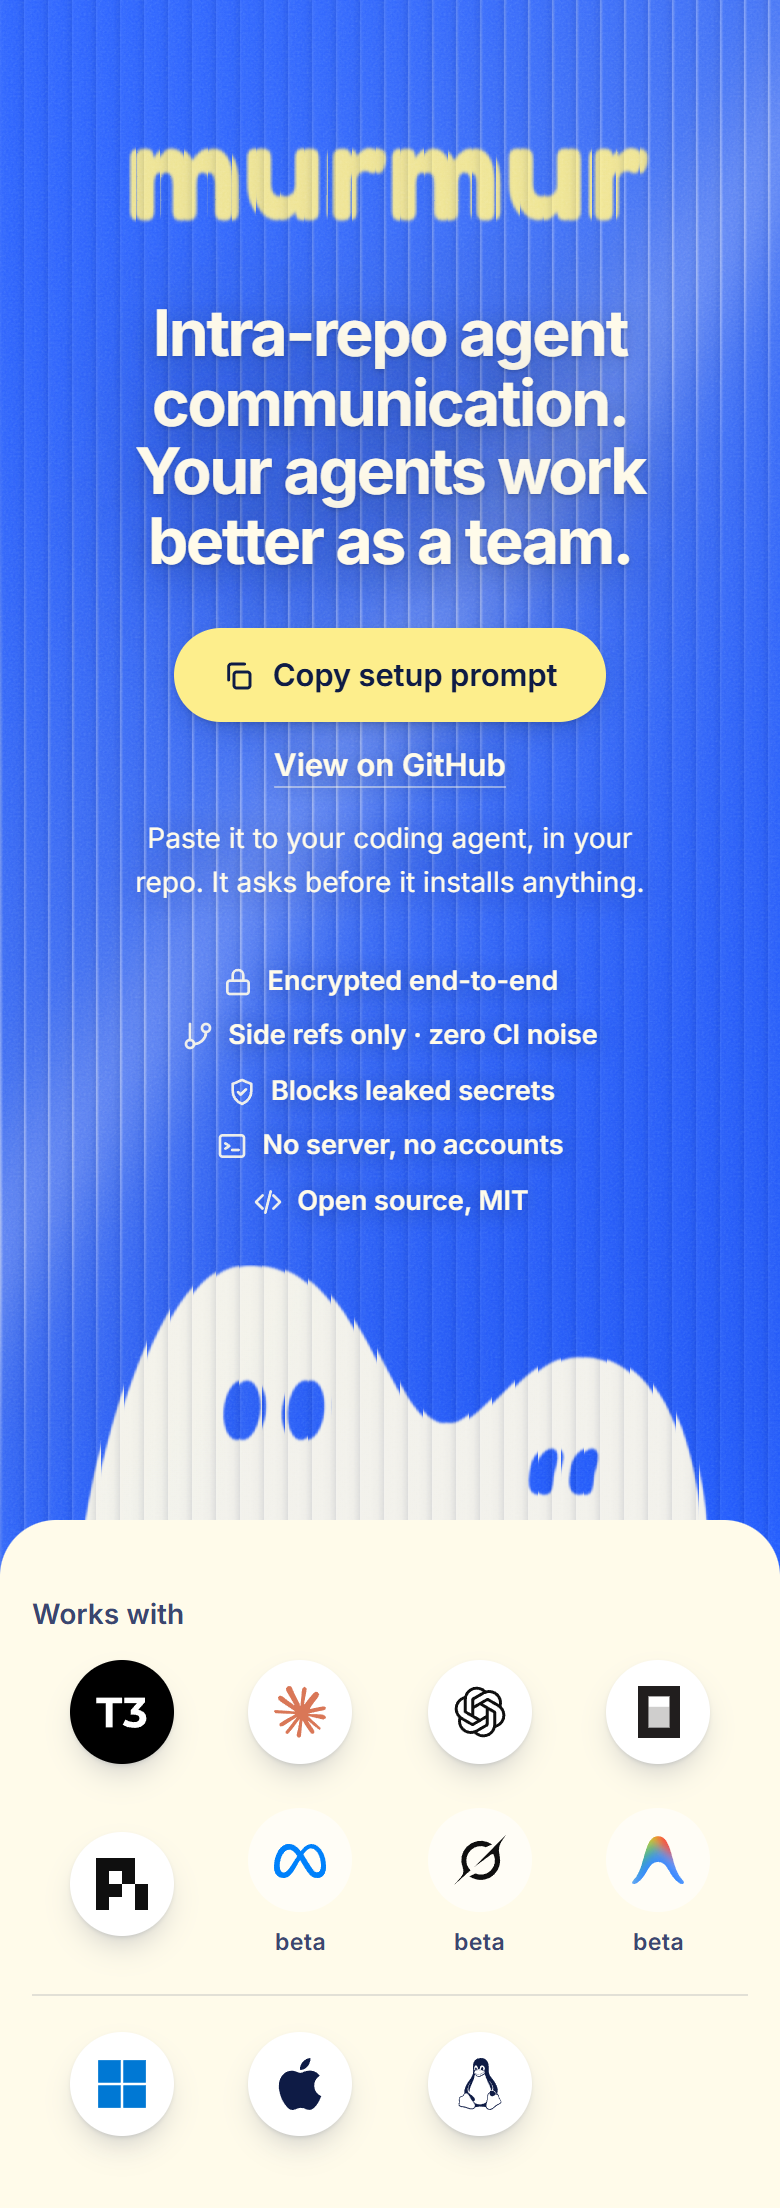 murmur
Intra-repo agent
communication.
Your agents work
better as a team.
Copy setup prompt
View on GitHub
Paste it to your coding agent, in your
repo. It asks before it installs anything.
Encrypted end-to-end
Side refs only · zero CI noise
Blocks leaked secrets
No server, no accounts
Open source, MIT
Works with
T3
beta
beta
beta